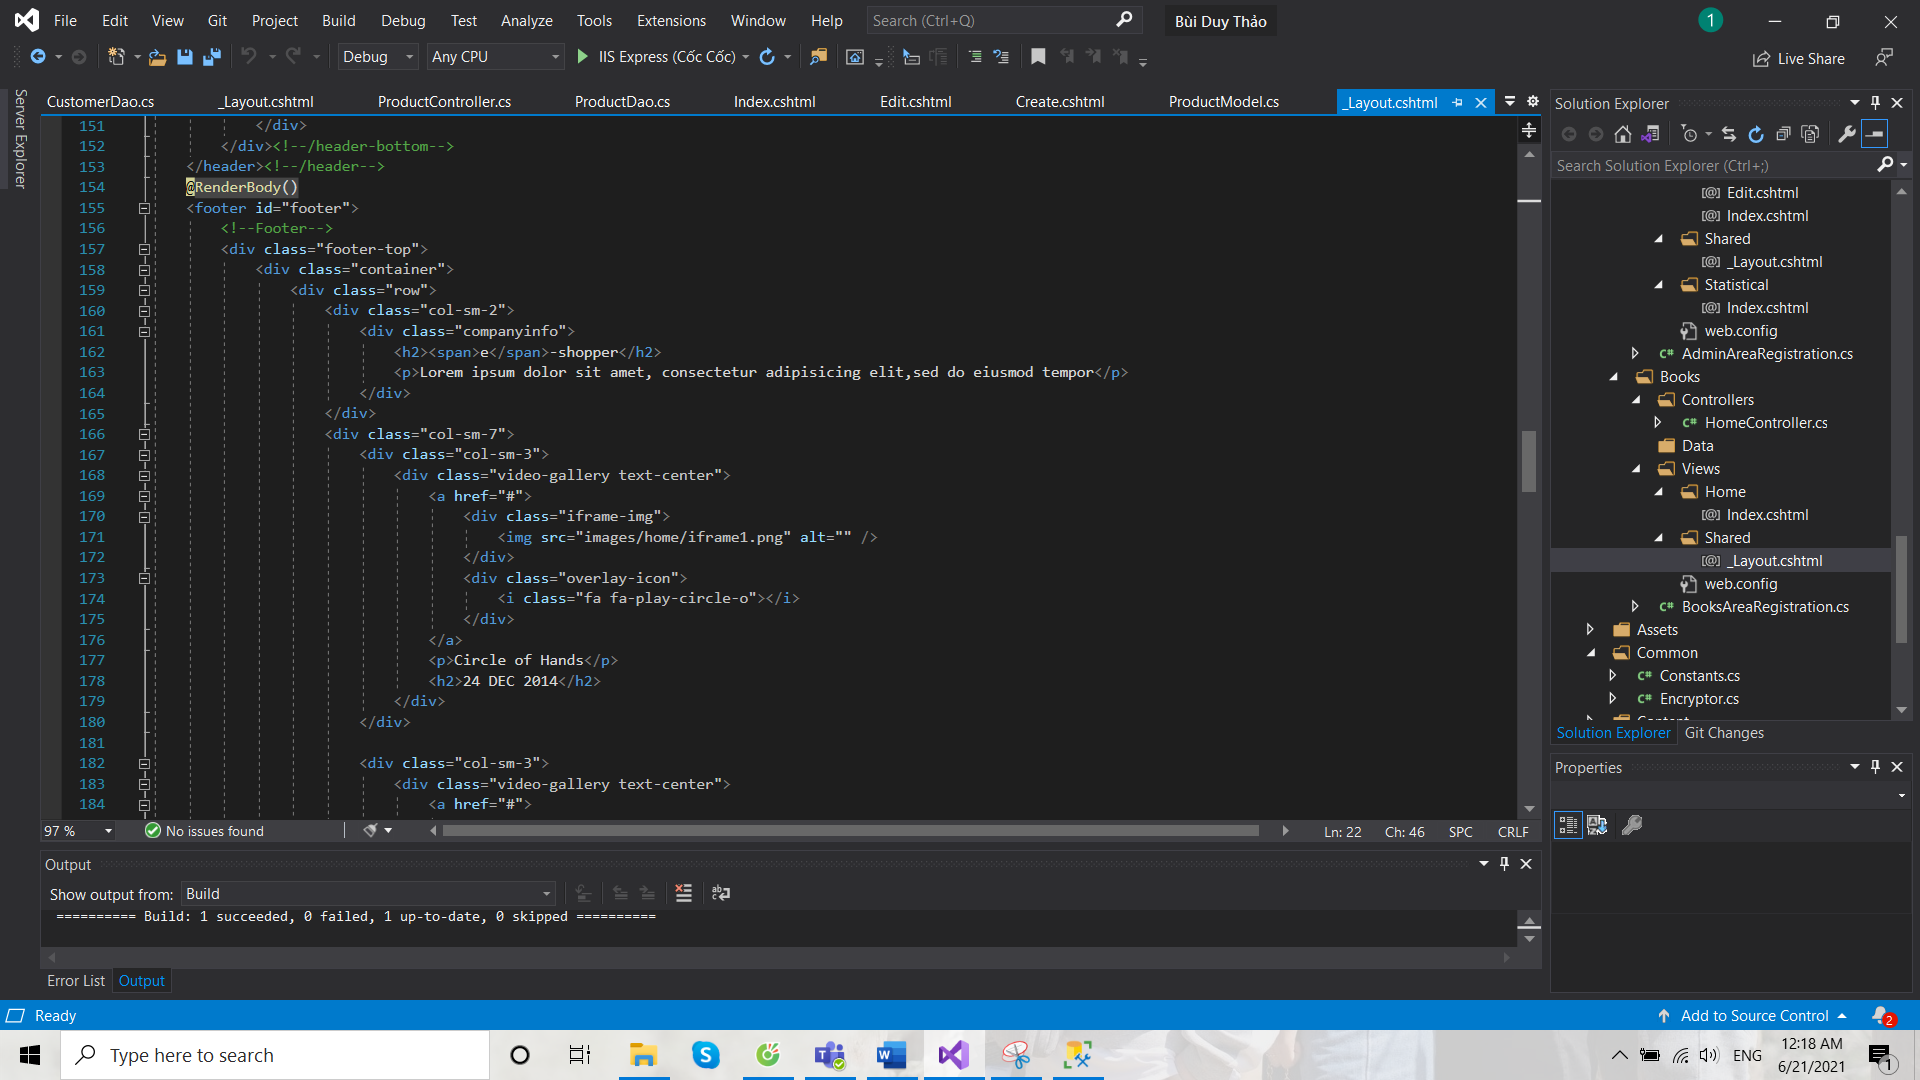 File Edit View Git Project Build Debug Test Analyze Tools Extensions Window Help Search (Ctrl+Q) Bùi Duy Thảo 1
Debug Any CPU IIS Express (Cốc Cốc) Live Share
Server Explorer
CustomerDao.cs _Layout.cshtml ProductController.cs ProductDao.cs Index.cshtml Edit.cshtml Create.cshtml ProductModel.cs _Layout.cshtml
151 </div>
152 </div><!--/header-bottom-->
153 </header><!--/header-->
154 @RenderBody()
155 <footer id="footer">
156 <!--Footer-->
157 <div class="footer-top">
158 <div class="container">
159 <div class="row">
160 <div class="col-sm-2">
161 <div class="companyinfo">
162 <h2><span>e</span>-shopper</h2>
163 <p>Lorem ipsum dolor sit amet, consectetur adipisicing elit,sed do eiusmod tempor</p>
164 </div>
165 </div>
166 <div class="col-sm-7">
167 <div class="col-sm-3">
168 <div class="video-gallery text-center">
169 <a href="#">
170 <div class="iframe-img">
171 <img src="images/home/iframe1.png" alt="" />
172 </div>
173 <div class="overlay-icon">
174 <i class="fa fa-play-circle-o"></i>
175 </div>
176 </a>
177 <p>Circle of Hands</p>
178 <h2>24 DEC 2014</h2>
179 </div>
180 </div>
181
182 <div class="col-sm-3">
183 <div class="video-gallery text-center">
184 <a href="#">
97 % No issues found Ln: 22 Ch: 46 SPC CRLF
Output
Show output from: Build
========== Build: 1 succeeded, 0 failed, 1 up-to-date, 0 skipped ==========
Error List Output
Solution Explorer
Search Solution Explorer (Ctrl+;)
Edit.cshtml
Index.cshtml
Shared
_Layout.cshtml
Statistical
Index.cshtml
web.config
C# AdminAreaRegistration.cs
Books
Controllers
C# HomeController.cs
Data
Views
Home
Index.cshtml
Shared
_Layout.cshtml
web.config
C# BooksAreaRegistration.cs
Assets
Common
C# Constants.cs
C# Encryptor.cs
Solution Explorer Git Changes
Properties
Ready Add to Source Control 2
Type here to search ENG 12:18 AM
6/21/2021 1